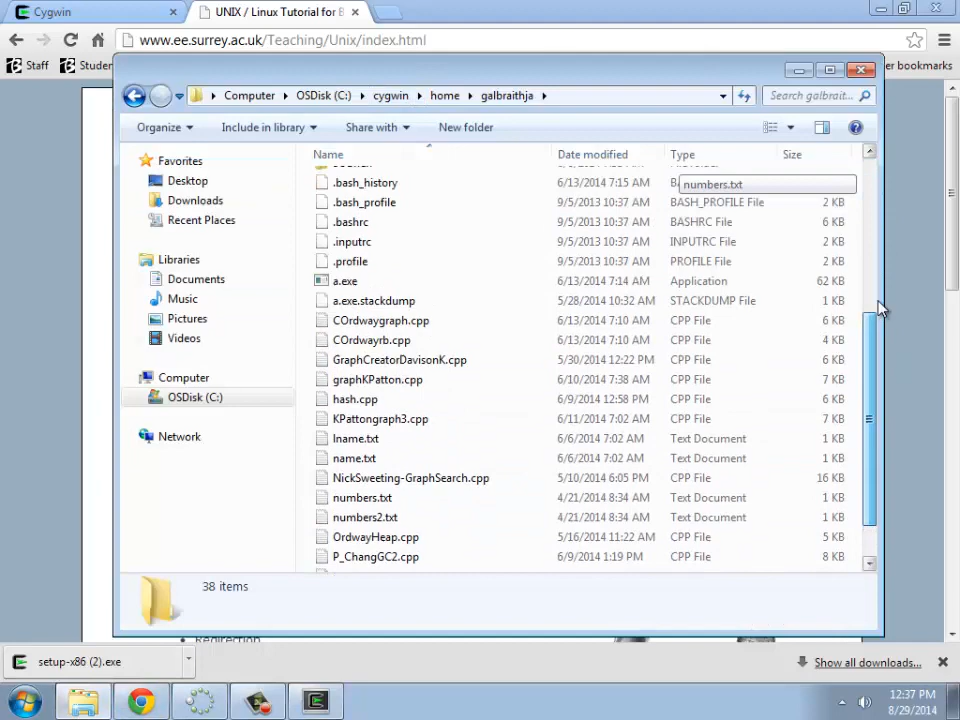 Cygwin
UNIX / Linux Tutorial for B
www.ee.surrey.ac.uk/Teaching/Unix/index.html
Staff
Studen
er bookmarks
Computer
OSDisk (C:)
cygwin
home
galbraithja
Search galbrait...
Organize
Include in library
Share with
New folder
Name
Date modified
Type
Size
Favorites
Desktop
Downloads
Recent Places
Libraries
Documents
Music
Pictures
Videos
Computer
OSDisk (C:)
Network
numbers.txt
.bash_history 6/13/2014 7:15 AM
.bash_profile 9/5/2013 10:37 AM BASH_PROFILE File 2 KB
.bashrc 9/5/2013 10:37 AM BASHRC File 6 KB
.inputrc 9/5/2013 10:37 AM INPUTRC File 2 KB
.profile 9/5/2013 10:37 AM PROFILE File 2 KB
a.exe 6/13/2014 7:14 AM Application 62 KB
a.exe.stackdump 5/28/2014 10:32 AM STACKDUMP File 1 KB
COrdwaygraph.cpp 6/13/2014 7:10 AM CPP File 6 KB
COrdwayrb.cpp 6/13/2014 7:10 AM CPP File 4 KB
GraphCreatorDavisonK.cpp 5/30/2014 12:22 PM CPP File 6 KB
graphKPatton.cpp 6/10/2014 7:38 AM CPP File 7 KB
hash.cpp 6/9/2014 12:58 PM CPP File 6 KB
KPattongraph3.cpp 6/11/2014 7:02 AM CPP File 7 KB
lname.txt 6/6/2014 7:02 AM Text Document 1 KB
name.txt 6/6/2014 7:02 AM Text Document 1 KB
NickSweeting-GraphSearch.cpp 5/10/2014 6:05 PM CPP File 16 KB
numbers.txt 4/21/2014 8:34 AM Text Document 1 KB
numbers2.txt 4/21/2014 8:34 AM Text Document 1 KB
OrdwayHeap.cpp 5/16/2014 11:22 AM CPP File 2 KB
P_ChangGC2.cpp 6/9/2014 1:19 PM CPP File 8 KB
38 items
Redirection
setup-x86 (2).exe
Show all downloads...
12:37 PM
8/29/2014